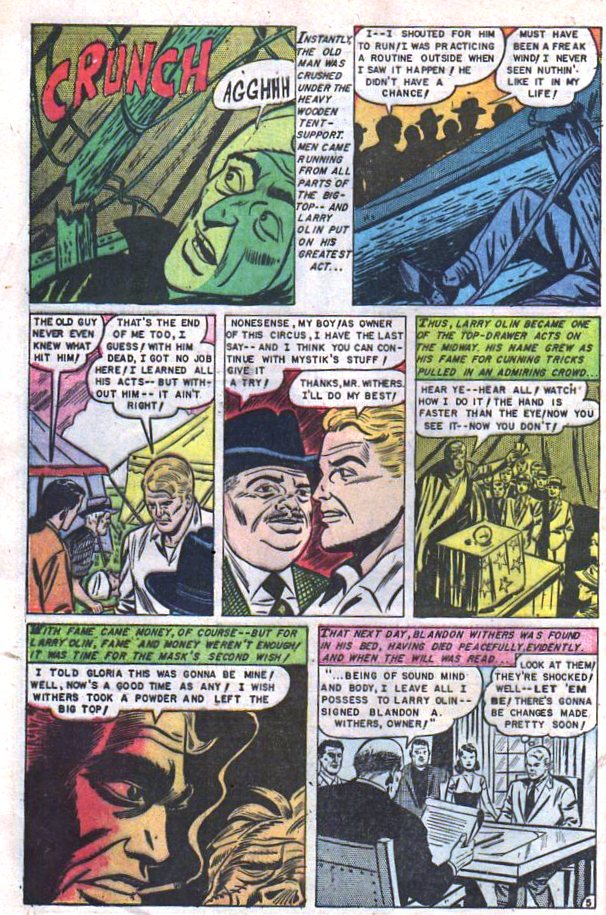 CRUNCH
AGGHHH
INSTANTLY,
THE OLD
MAN WAS
CRUSHED
UNDER THE
HEAVY
WOODEN
TENT-
SUPPORT.
MEN CAME
RUNNING
FROM ALL
PARTS OF
THE BIG-
TOP-- AND
LARRY
OLIN PUT
ON HIS
GREATEST
ACT...
I--I SHOUTED FOR HIM
TO RUN! I WAS PRACTICING
A ROUTINE OUTSIDE WHEN
I SAW IT HAPPEN! HE
DIDN'T HAVE A
CHANCE!
MUST HAVE
BEEN A FREAK
WIND! I NEVER
SEEN NUTHIN'
LIKE IT IN MY
LIFE!
THE OLD GUY
NEVER EVEN
KNEW WHAT
HIT HIM!
THAT'S THE END
OF ME TOO, I
GUESS! WITH HIM
DEAD, I GOT NO JOB
HERE! I LEARNED ALL
HIS ACTS-- BUT WITH-
OUT HIM-- IT AIN'T
RIGHT!
NONESENSE, MY BOY! AS OWNER
OF THIS CIRCUS, I HAVE THE LAST
SAY-- AND I THINK YOU CAN CON-
TINUE WITH MYSTIK'S STUFF!
GIVE IT
A TRY!
THANKS, MR. WITHERS.
I'LL DO MY BEST!
THUS, LARRY OLIN BECAME ONE
OF THE TOP-DRAWER ACTS ON
THE MIDWAY. HIS NAME GREW AS
HIS FAME FOR CUNNING TRICKS
PULLED IN AN ADMIRING CROWD...
HEAR YE--HEAR ALL! WATCH
HOW I DO IT! THE HAND IS
FASTER THAN THE EYE! NOW YOU
SEE IT--NOW YOU DON'T!
WITH FAME CAME MONEY, OF COURSE--BUT FOR
LARRY OLIN, FAME AND MONEY WEREN'T ENOUGH!
IT WAS TIME FOR THE MASK'S SECOND WISH!
I TOLD GLORIA THIS WAS GONNA BE MINE!
WELL, NOW'S A GOOD TIME AS ANY! I WISH
WITHERS TOOK A POWDER AND LEFT THE
BIG TOP!
THAT NEXT DAY, BLANDON WITHERS WAS FOUND
IN HIS BED, HAVING DIED PEACEFULLY, EVIDENTLY.
AND WHEN THE WILL WAS READ...
"...BEING OF SOUND MIND
AND BODY, I LEAVE ALL I
POSSESS TO LARRY OLIN--
SIGNED BLANDON A.
WITHERS, OWNER!"
LOOK AT THEM!
THEY'RE SHOCKED!
WELL--LET 'EM
BE! THERE'S GONNA
BE CHANGES MADE
PRETTY SOON!
5